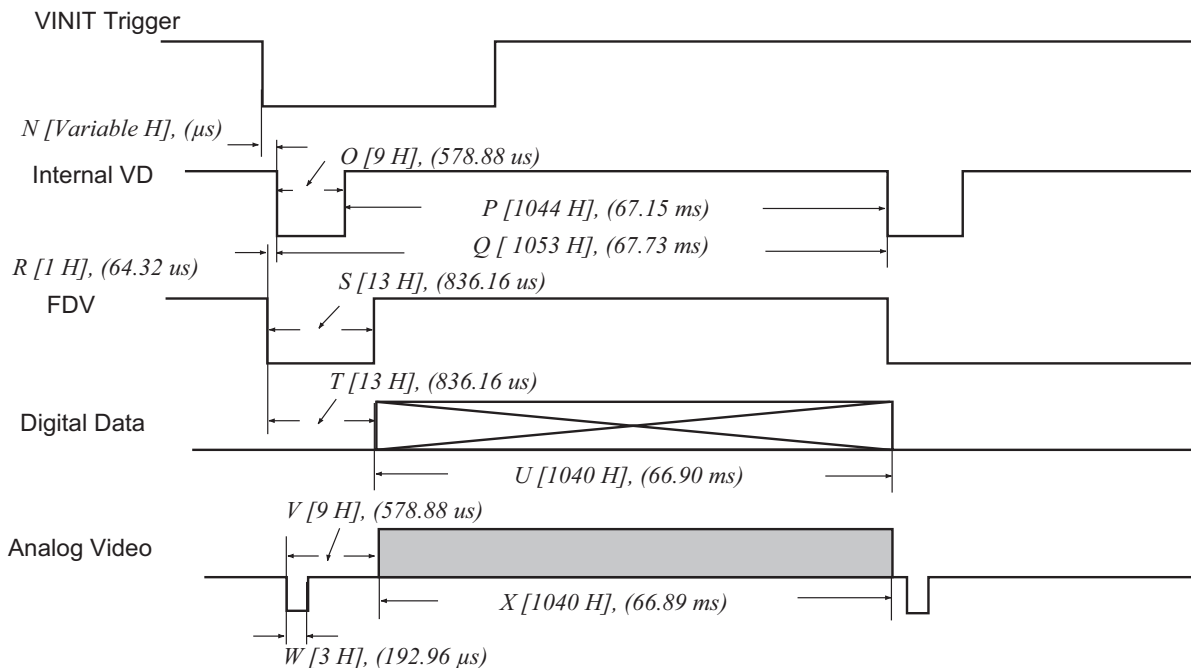 VINIT Trigger
N [Variable H], (µs)
O [9 H], (578.88 us)
Internal VD
P [1044 H], (67.15 ms)
Q [ 1053 H], (67.73 ms)
R [1 H], (64.32 us)
S [13 H], (836.16 us)
FDV
T [13 H], (836.16 us)
Digital Data
U [1040 H], (66.90 ms)
V [9 H], (578.88 us)
Analog Video
X [1040 H], (66.89 ms)
W [3 H], (192.96 µs)